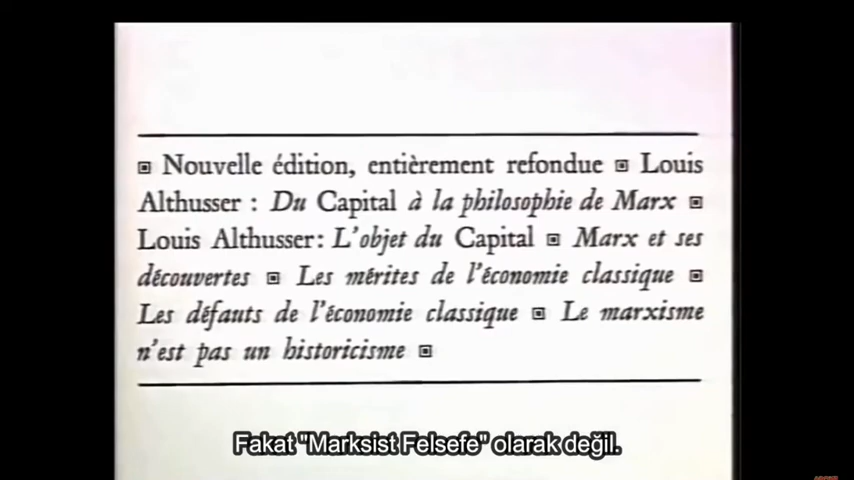 ▣ Nouvelle édition, entièrement refondue ▣ Louis
Althusser : Du Capital à la philosophie de Marx ▣
Louis Althusser: L'objet du Capital ▣ Marx et ses
découvertes ▣ Les mérites de l'économie classique ▣
Les défauts de l'économie classique ▣ Le marxisme
n'est pas un historicisme ▣
Fakat "Marksist Felsefe" olarak değil.